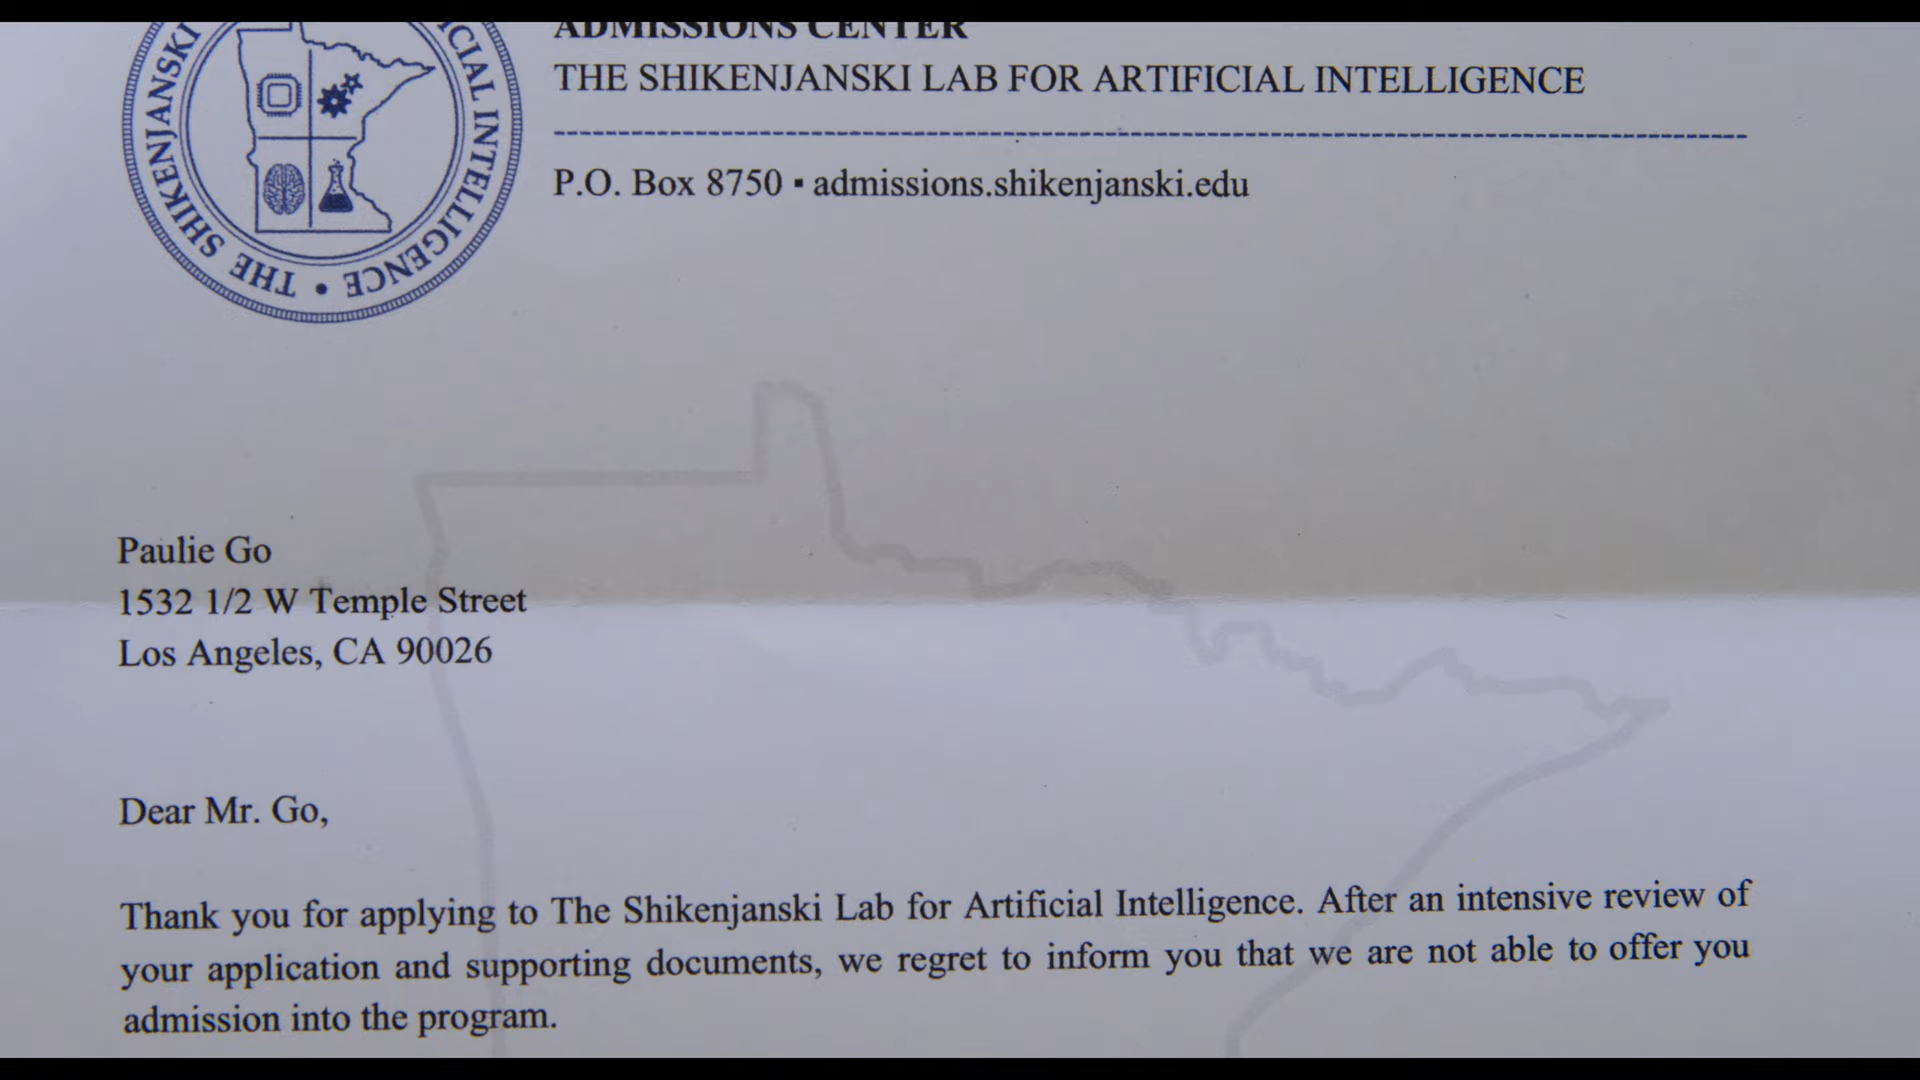 ADMISSIONS CENTER
THE SHIKENJANSKI LAB FOR ARTIFICIAL INTELLIGENCE
P.O. Box 8750 ▪ admissions.shikenjanski.edu
THE SHIKENJANSKI
CIAL INTELLIGENCE •
Paulie Go
1532 1/2 W Temple Street
Los Angeles, CA 90026
Dear Mr. Go,
Thank you for applying to The Shikenjanski Lab for Artificial Intelligence. After an intensive review of
your application and supporting documents, we regret to inform you that we are not able to offer you
admission into the program.